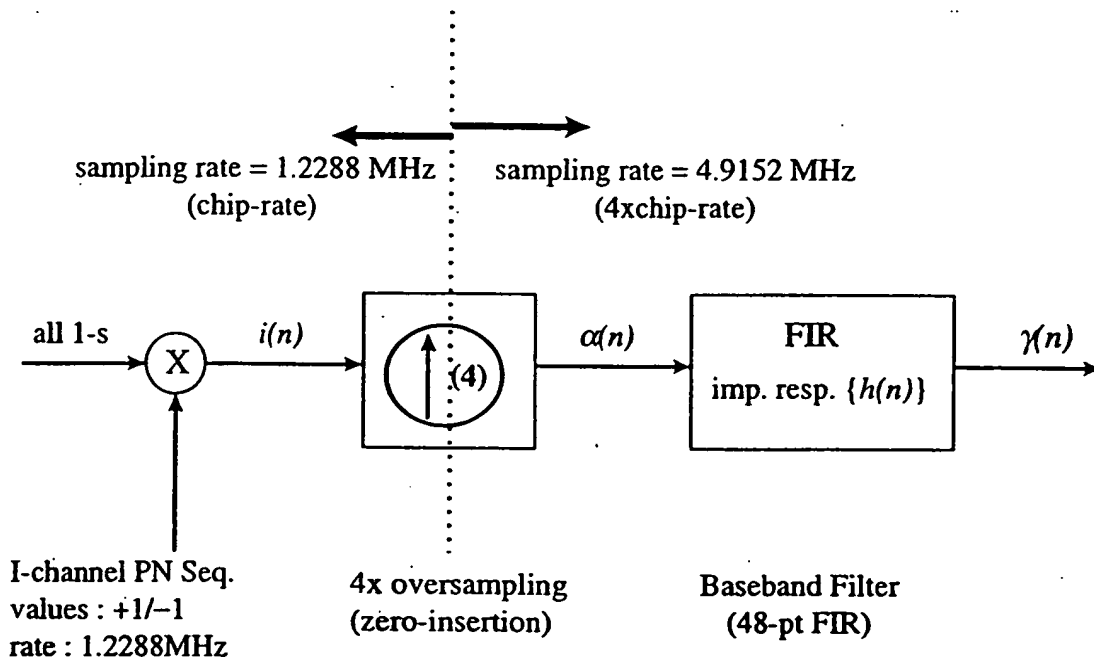 sampling rate = 1.2288 MHz
(chip-rate)
sampling rate = 4.9152 MHz
(4xchip-rate)
all 1-s
X
i(n)
(4)
α(n)
FIR
imp. resp. {h(n)}
γ(n)
I-channel PN Seq.
values : +1/−1
rate : 1.2288MHz
4x oversampling
(zero-insertion)
Baseband Filter
(48-pt FIR)